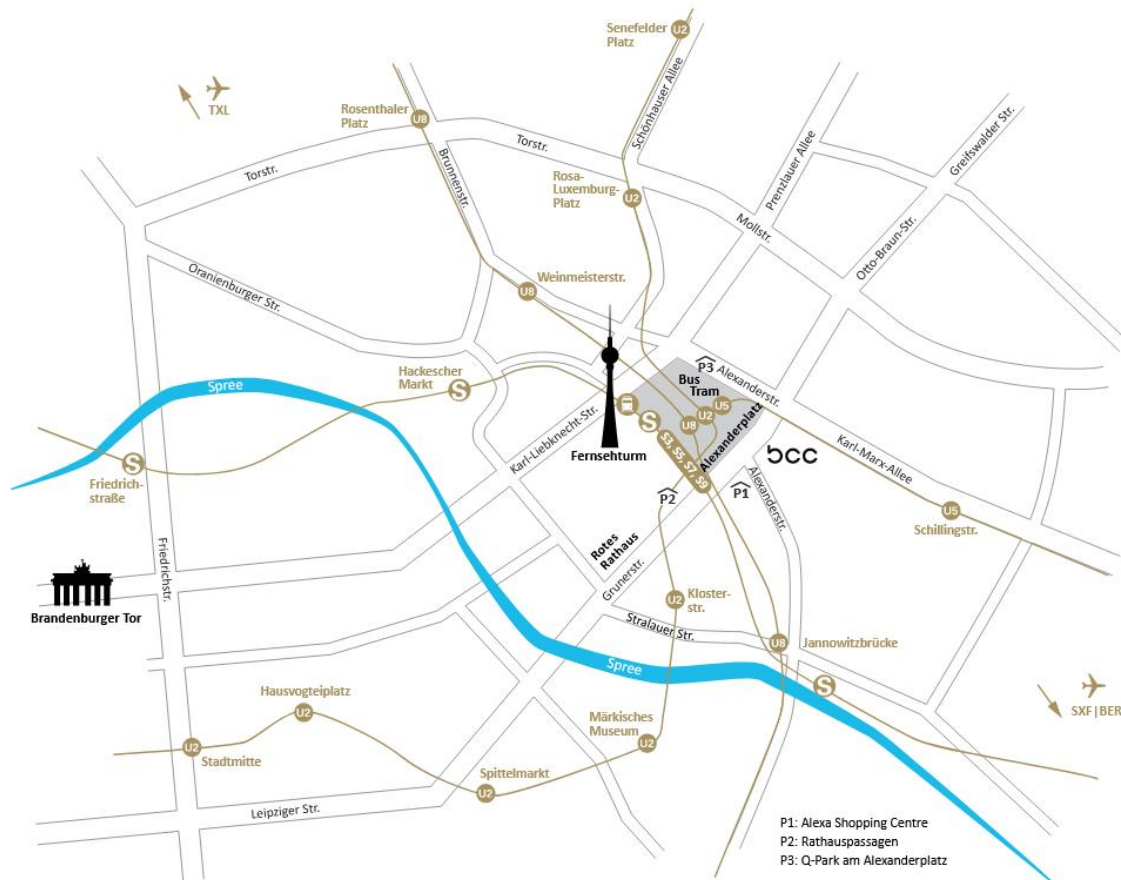 Senefelder
Platz
U2
Schönhauser Allee
TXL
Rosenthaler
Platz
U8
Brunnenstr.
Torstr.
Torstr.
Rosa-
Luxemburg-
Platz
U2
Prenzlauer Allee
Greifswalder Str.
Mollstr.
Otto-Braun-Str.
Oranienburger Str.
Weinmeisterstr.
U8
Hackescher
Markt
S
Spree
P3
Alexanderstr.
Bus
Tram
U5
U2
U8
Alexanderplatz
S
S3, S5, S7, S9
Karl-Liebknecht-Str.
Fernsehturm
bcc
Karl-Marx-Allee
S
Friedrich-
straße
P2
P1
Alexanderstr.
U5
Schillingstr.
Friedrichstr.
Rotes
Rathaus
Grunerstr.
Brandenburger Tor
U2
Kloster-
str.
Stralauer Str.
U8
Jannowitzbrücke
Spree
S
SXF|BER
Hausvogteiplatz
U2
Märkisches
Museum
U2
U2
Stadtmitte
Spittelmarkt
U2
Leipziger Str.
P1: Alexa Shopping Centre
P2: Rathauspassagen
P3: Q-Park am Alexanderplatz